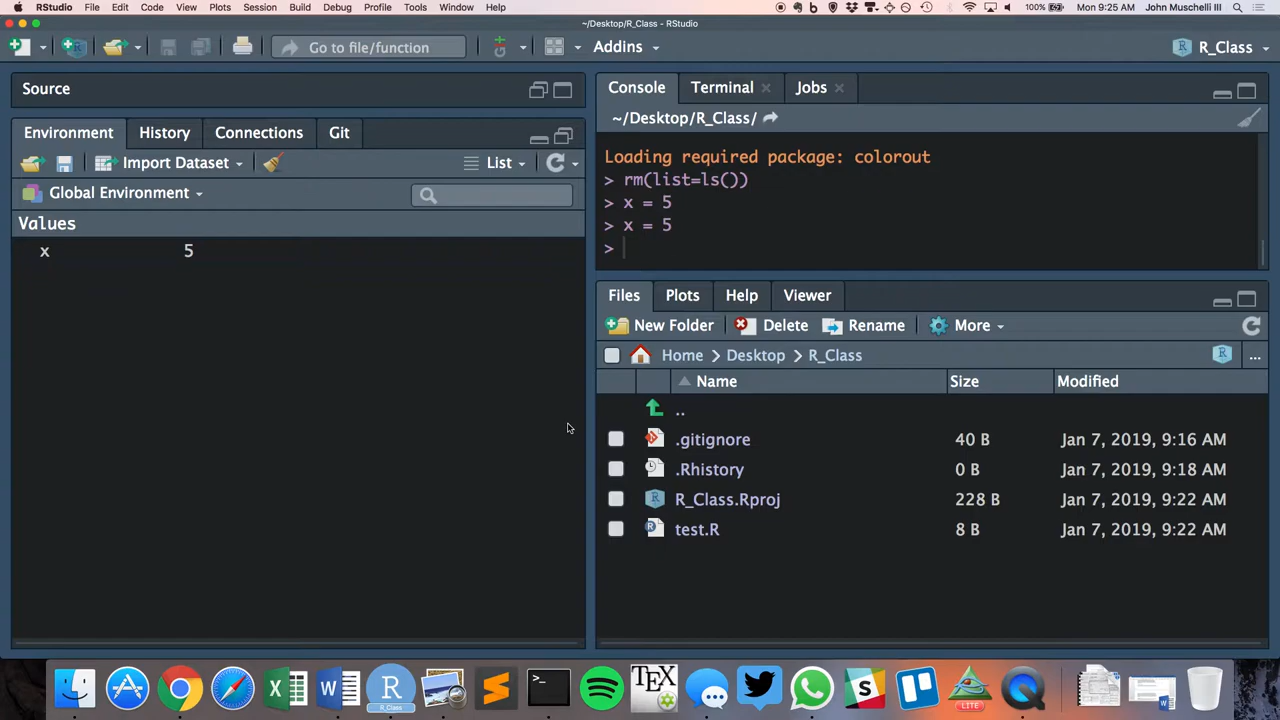 RStudio File Edit Code View Plots Session Build Debug Profile Tools Window Help 100% Mon 9:25 AM John Muschelli III
~/Desktop/R_Class - RStudio
Go to file/function Addins R_Class
Source
Environment History Connections Git
Import Dataset List
Global Environment
Values
x 5
Console Terminal Jobs
~/Desktop/R_Class/
Loading required package: colorout
> rm(list=ls())
> x = 5
> x = 5
>
Files Plots Help Viewer
New Folder Delete Rename More
Home Desktop R_Class ...
Name Size Modified
..
.gitignore 40 B Jan 7, 2019, 9:16 AM
.Rhistory 0 B Jan 7, 2019, 9:18 AM
R_Class.Rproj 228 B Jan 7, 2019, 9:22 AM
test.R 8 B Jan 7, 2019, 9:22 AM
R_Class
TEX
LITE